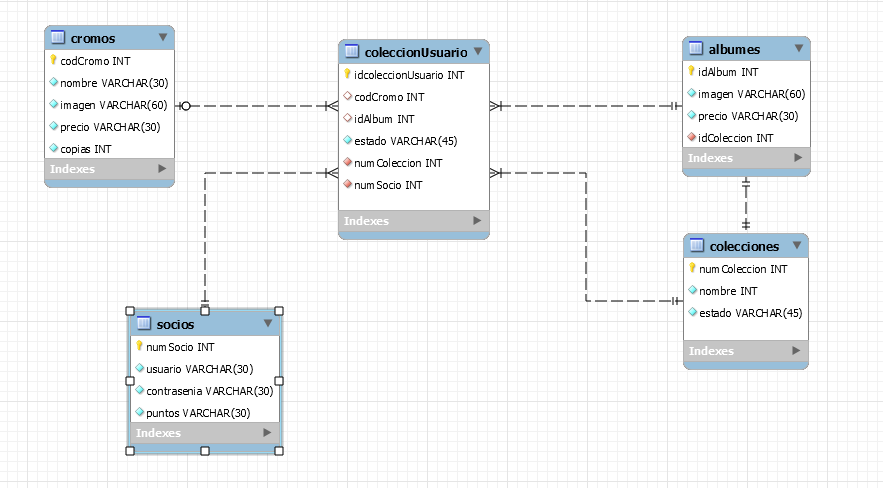 cromos
codCromo INT
nombre VARCHAR(30)
imagen VARCHAR(60)
precio VARCHAR(30)
copias INT
Indexes
coleccionUsuario
idcoleccionUsuario INT
codCromo INT
idAlbum INT
estado VARCHAR(45)
numColeccion INT
numSocio INT
Indexes
albumes
idAlbum INT
imagen VARCHAR(60)
precio VARCHAR(30)
idColeccion INT
Indexes
colecciones
numColeccion INT
nombre INT
estado VARCHAR(45)
Indexes
socios
numSocio INT
usuario VARCHAR(30)
contrasenia VARCHAR(30)
puntos VARCHAR(30)
Indexes